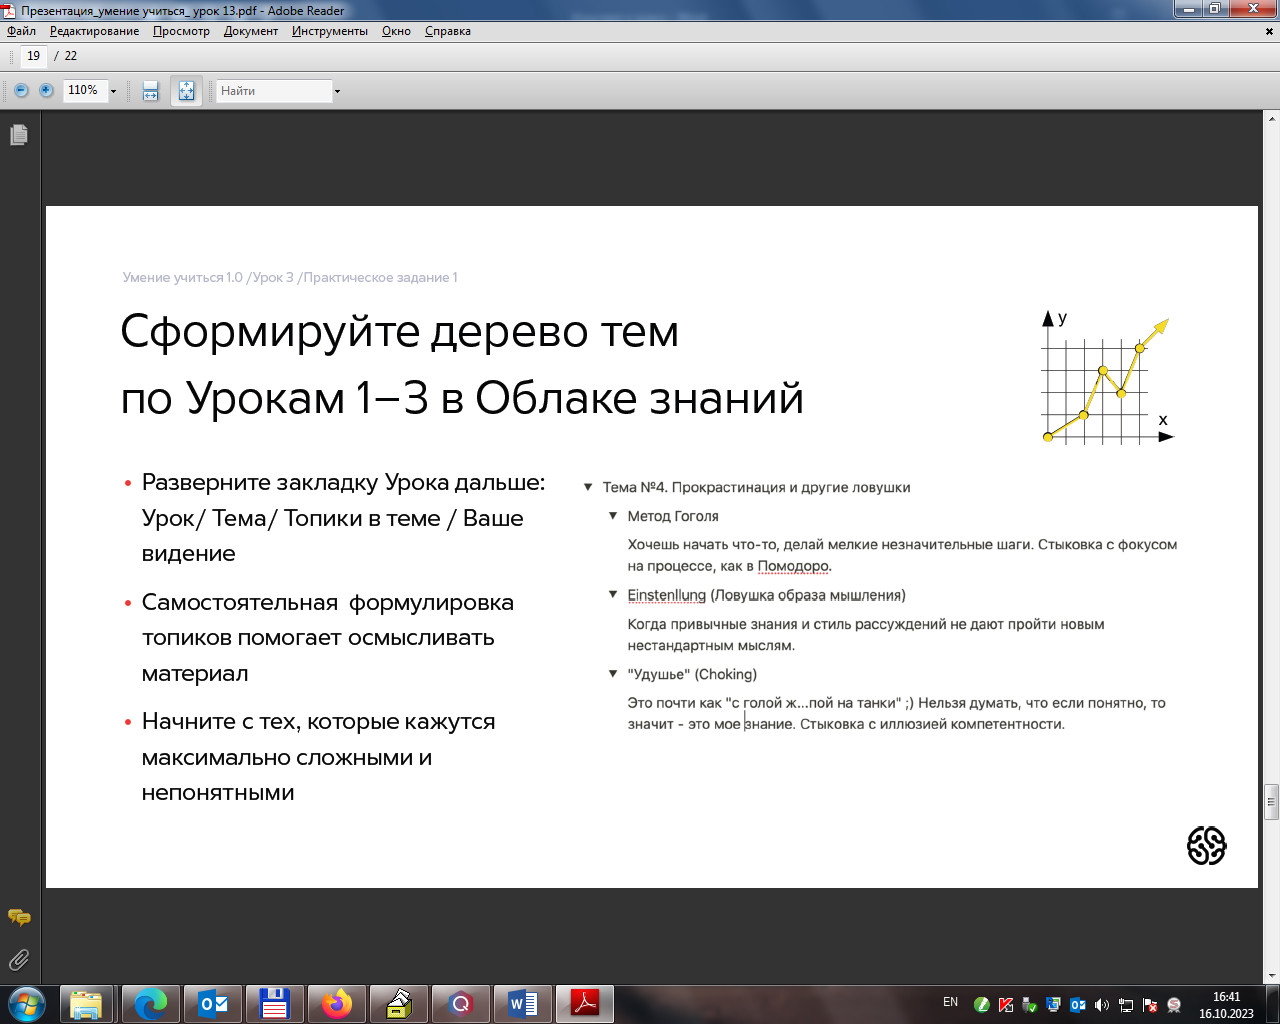 Презентация_умение учиться_ урок 13.pdf - Adobe Reader
Файл Редактирование Просмотр Документ Инструменты Окно Справка
19 / 22
110% Найти
Умение учиться 1.0 /Урок 3 /Практическое задание 1
Сформируйте дерево тем
по Урокам 1–3 в Облаке знаний
y
x
• Разверните закладку Урока дальше:
Урок/ Тема/ Топики в теме / Ваше
видение
• Самостоятельная формулировка
топиков помогает осмысливать
материал
• Начните с тех, которые кажутся
максимально сложными и
непонятными
Тема №4. Прокрастинация и другие ловушки
Метод Гоголя
Хочешь начать что-то, делай мелкие незначительные шаги. Стыковка с фокусом
на процессе, как в Помодоро.
Einstenllung (Ловушка образа мышления)
Когда привычные знания и стиль рассуждений не дают пройти новым
нестандартным мыслям.
"Удушье" (Choking)
Это почти как "с голой ж...пой на танки" ;) Нельзя думать, что если понятно, то
значит - это мое знание. Стыковка с иллюзией компетентности.
EN
16:41
16.10.2023